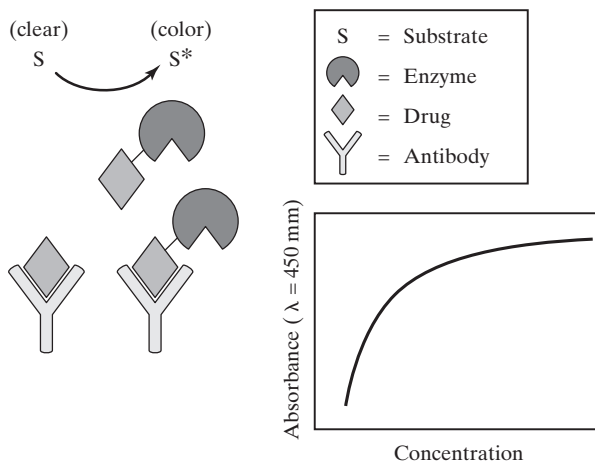 (clear)
(color)
S
S*
S = Substrate
= Enzyme
= Drug
= Antibody
Absorbance ( λ = 450 mm)
Concentration